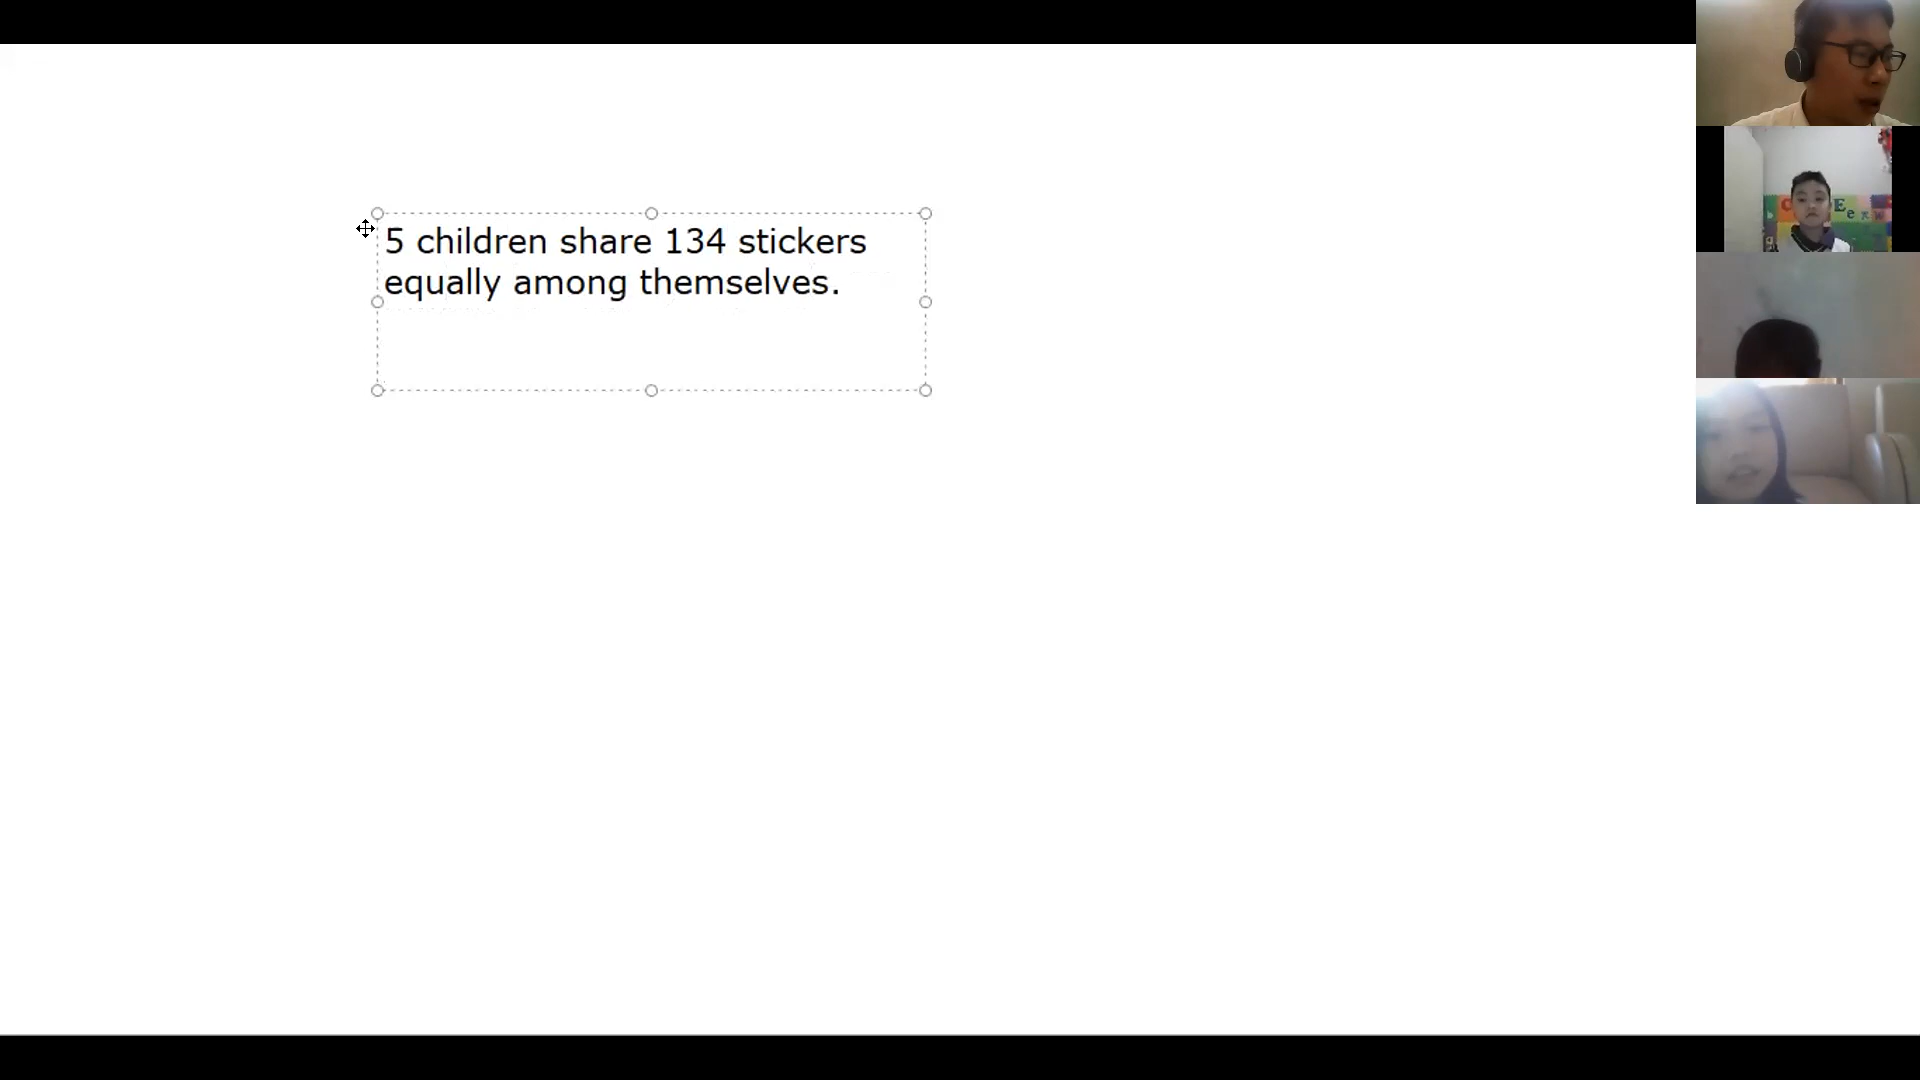 5 children share 134 stickers
equally among themselves.